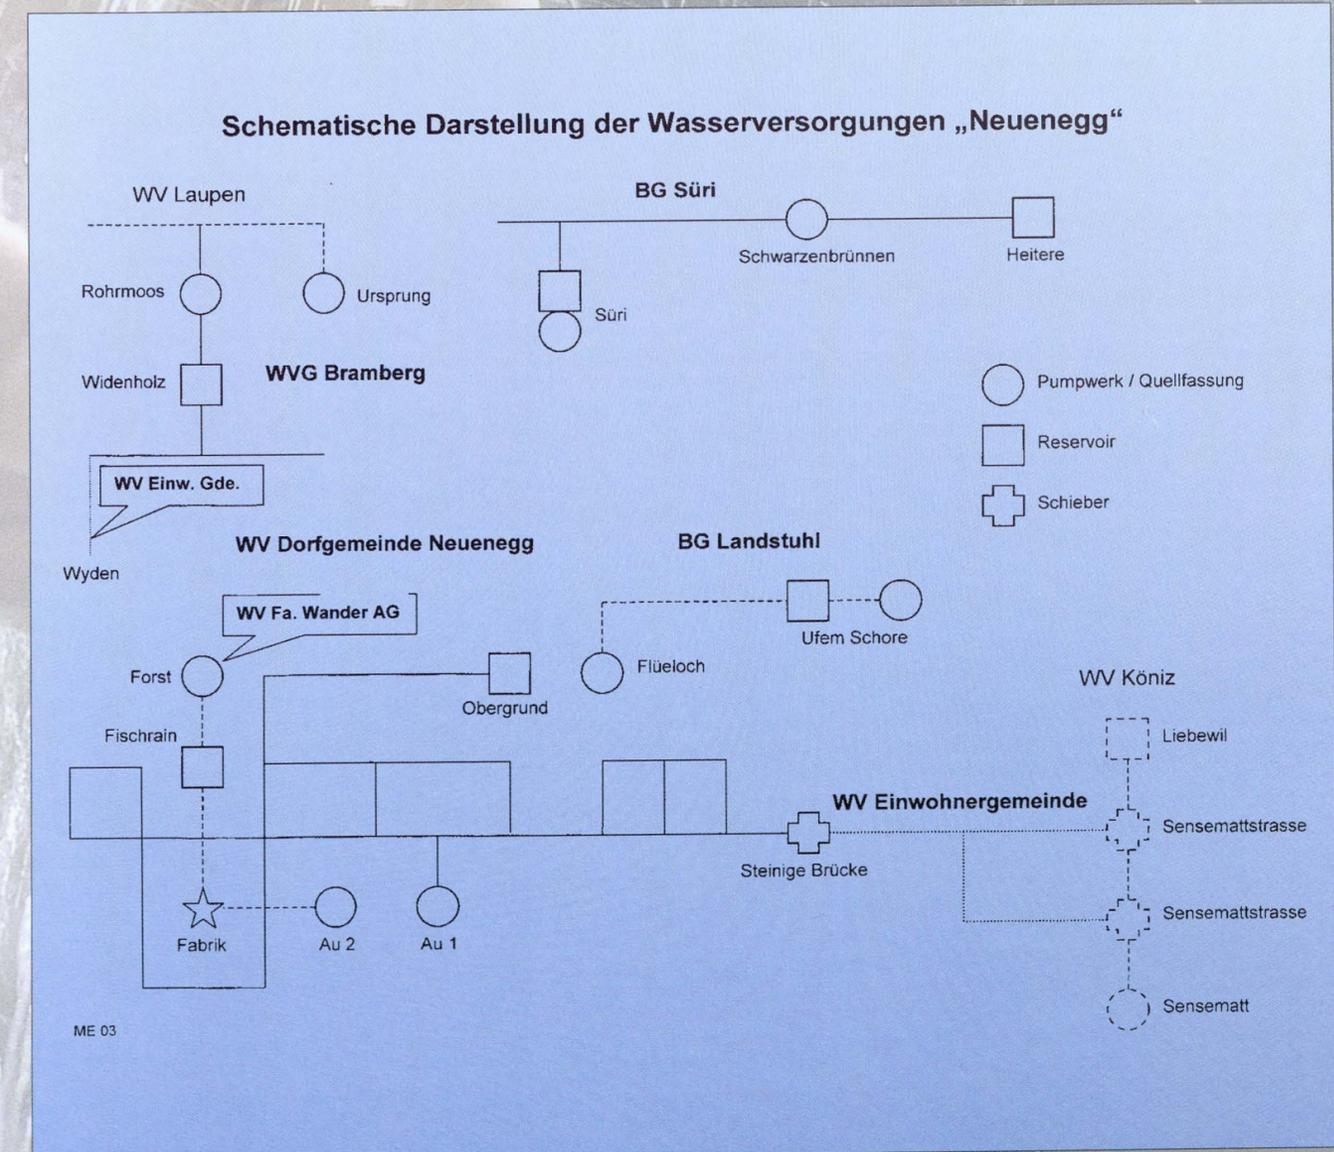 Schematische Darstellung der Wasserversorgungen „Neuenegg“
WV Laupen
BG Süri
Schwarzenbrünnen
Heitere
Rohrmoos
Ursprung
Süri
Widenholz
WVG Bramberg
Pumpwerk / Quellfassung
Reservoir
Schieber
WV Einw. Gde.
WV Dorfgemeinde Neuenegg
BG Landstuhl
Wyden
WV Fa. Wander AG
Ufem Schore
Forst
Flüeloch
Obergrund
WV Köniz
Fischrain
Liebewil
WV Einwohnergemeinde
Sensemattstrasse
Steinige Brücke
Sensemattstrasse
Fabrik
Au 2
Au 1
Sensematt
ME 03